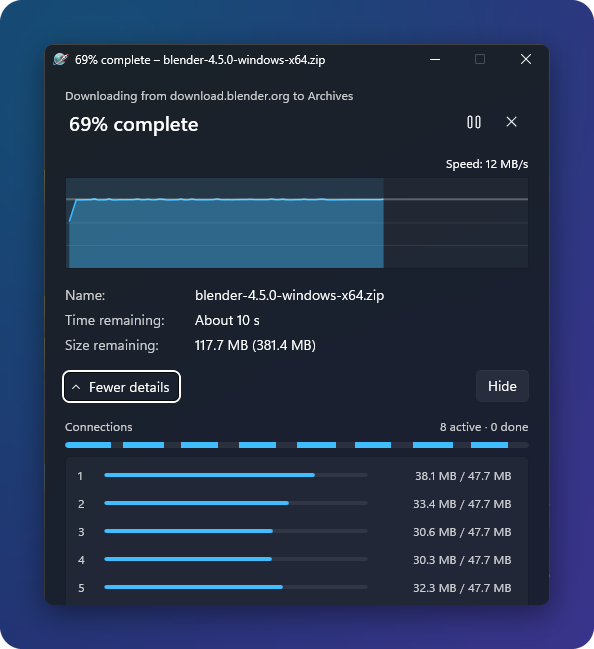 69% complete – blender-4.5.0-windows-x64.zip
Downloading from download.blender.org to Archives
69% complete
Speed: 12 MB/s
Name: blender-4.5.0-windows-x64.zip
Time remaining: About 10 s
Size remaining: 117.7 MB (381.4 MB)
Fewer details Hide
Connections 8 active · 0 done
1 38.1 MB / 47.7 MB
2 33.4 MB / 47.7 MB
3 30.6 MB / 47.7 MB
4 30.3 MB / 47.7 MB
5 32.3 MB / 47.7 MB